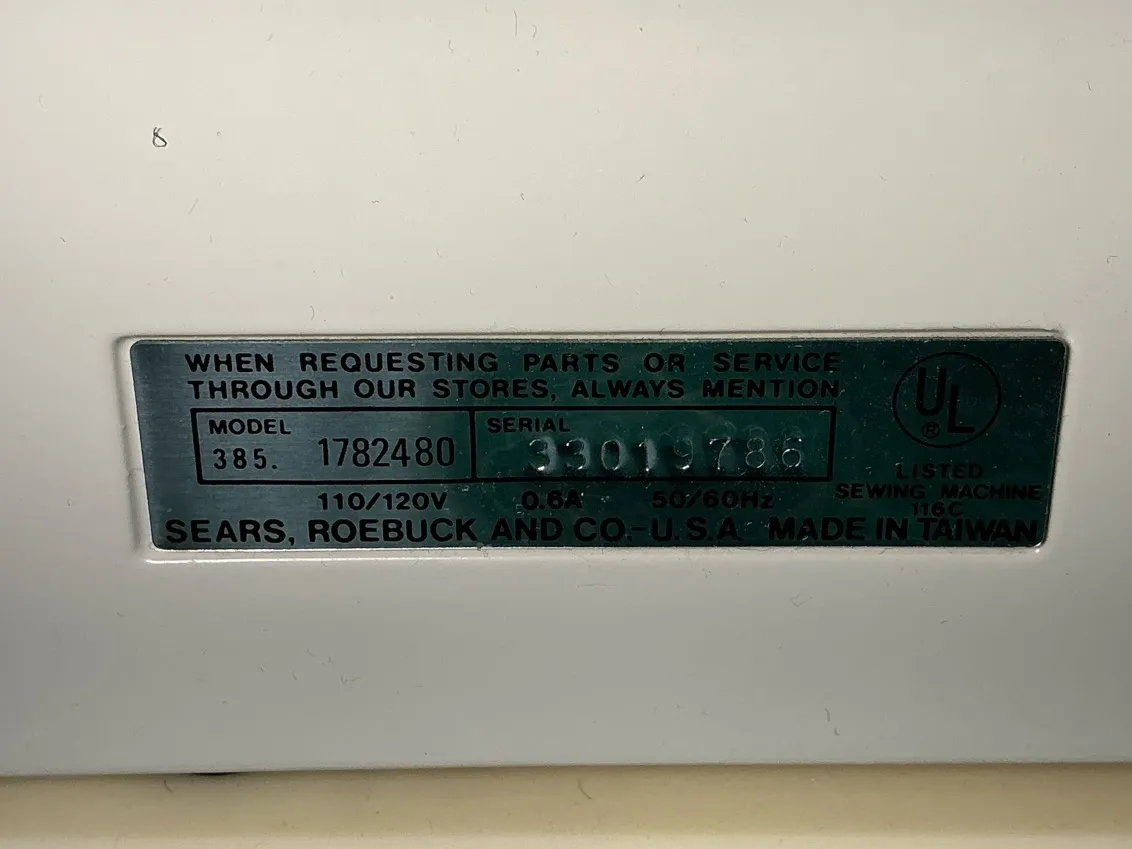 WHEN REQUESTING PARTS OR SERVICE
THROUGH OUR STORES, ALWAYS MENTION
MODEL
385. 1782480
SERIAL
33019786
UL
®
LISTED
SEWING MACHINE
116C
110/120V 0.6A 50/60Hz
SEARS, ROEBUCK AND CO.-U.S.A. MADE IN TAIWAN